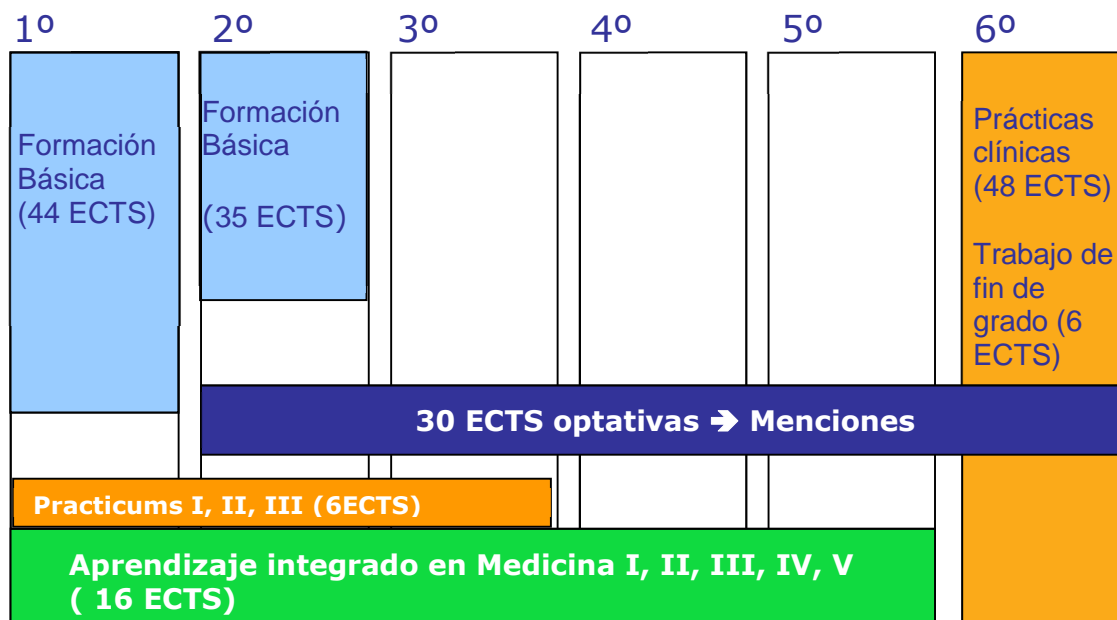 1º 2º 3º 4º 5º 6º
Formación
Básica
(44 ECTS)
Formación
Básica
(35 ECTS)
Prácticas
clínicas
(48 ECTS)
Trabajo de
fin de
grado (6
ECTS)
30 ECTS optativas ➔ Menciones
Practicums I, II, III (6ECTS)
Aprendizaje integrado en Medicina I, II, III, IV, V
( 16 ECTS)